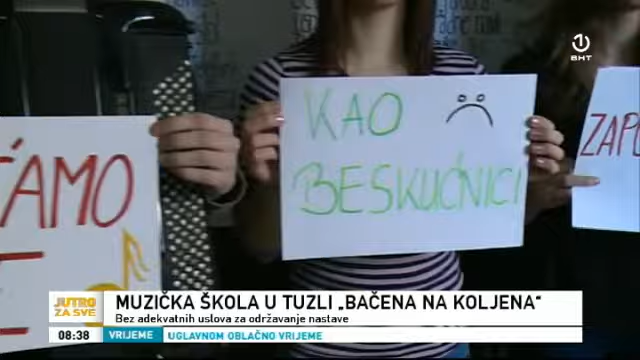 1 BHT
KAO
BESKUĆNICI
ĆAMO
MUZIČKA ŠKOLA U TUZLI „BAČENA NA KOLJENA“
Bez adekvatnih uslova za održavanje nastave
JUTRO
ZA SVE
08:38 VRIJEME UGLAVNOM OBLAČNO VRIJEME